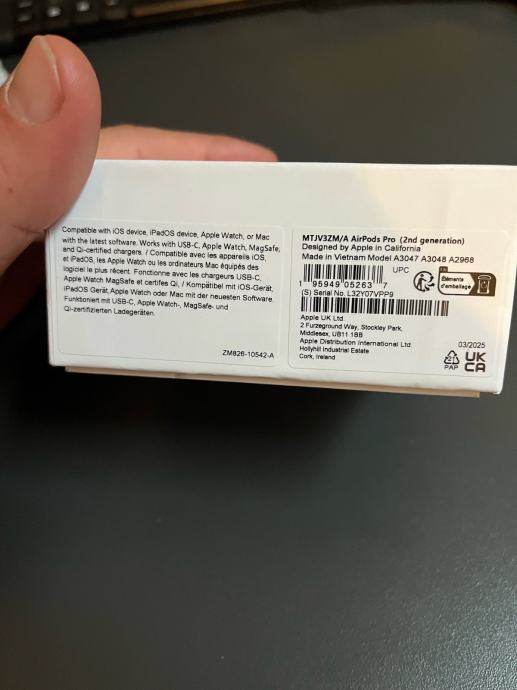 Compatible with iOS device, iPadOS device, Apple Watch, or Mac
with the latest software. Works with USB-C, Apple Watch, MagSafe,
and Qi-certified chargers. / Compatible avec les appareils iOS,
et iPadOS, les Apple Watch ou les ordinateurs Mac équipés des
logiciel le plus récent. Fonctionne avec les chargeurs USB-C,
Apple Watch MagSafe et certifes Qi, / Kompatibel mit iOS-Gerät,
iPadOS Gerät, Apple Watch oder Mac mit der neuesten Software
Funktioniert mit USB-C, Apple Watch-, MagSafe- und
Qi-zertifizierten Ladegeräten.
ZM826-10542-A
MTJV3ZM/A AirPods Pro (2nd generation)
Designed by Apple in California
Made in Vietnam Model A3047 A3048 A2968
UPC
1 95949 05263 7
(S) Serial No. L32Y07VPP9
FR
Éléments
d'emballage
Apple UK Ltd.
2 Furzeground Way, Stockley Park,
Middlesex, UB11 1BB
Apple Distribution International Ltd.
Hollyhill Industrial Estate
Cork, Ireland
03/2025
21
PAP
UK
CA